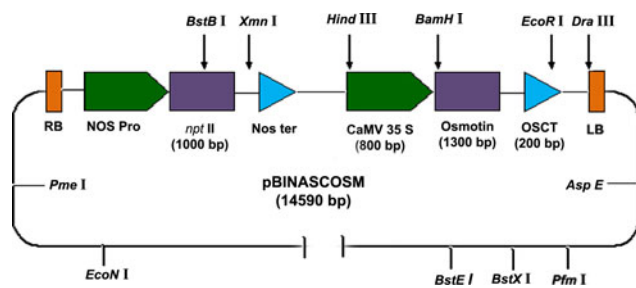 BstB I Xmn I Hind III BamH I EcoR I Dra III
RB NOS Pro npt II Nos ter CaMV 35 S Osmotin OSCT LB
(1000 bp) (800 bp) (1300 bp) (200 bp)
Pme I pBINASCOSM Asp E
(14590 bp)
EcoN I BstE I BstX I Pfm I